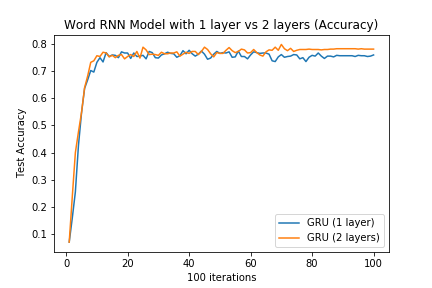 Word RNN Model with 1 layer vs 2 layers (Accuracy)
0.8
0.7
0.6
0.5
0.4
0.3
0.2
0.1
Test Accuracy
GRU (1 layer)
GRU (2 layers)
0 20 40 60 80 100
100 iterations